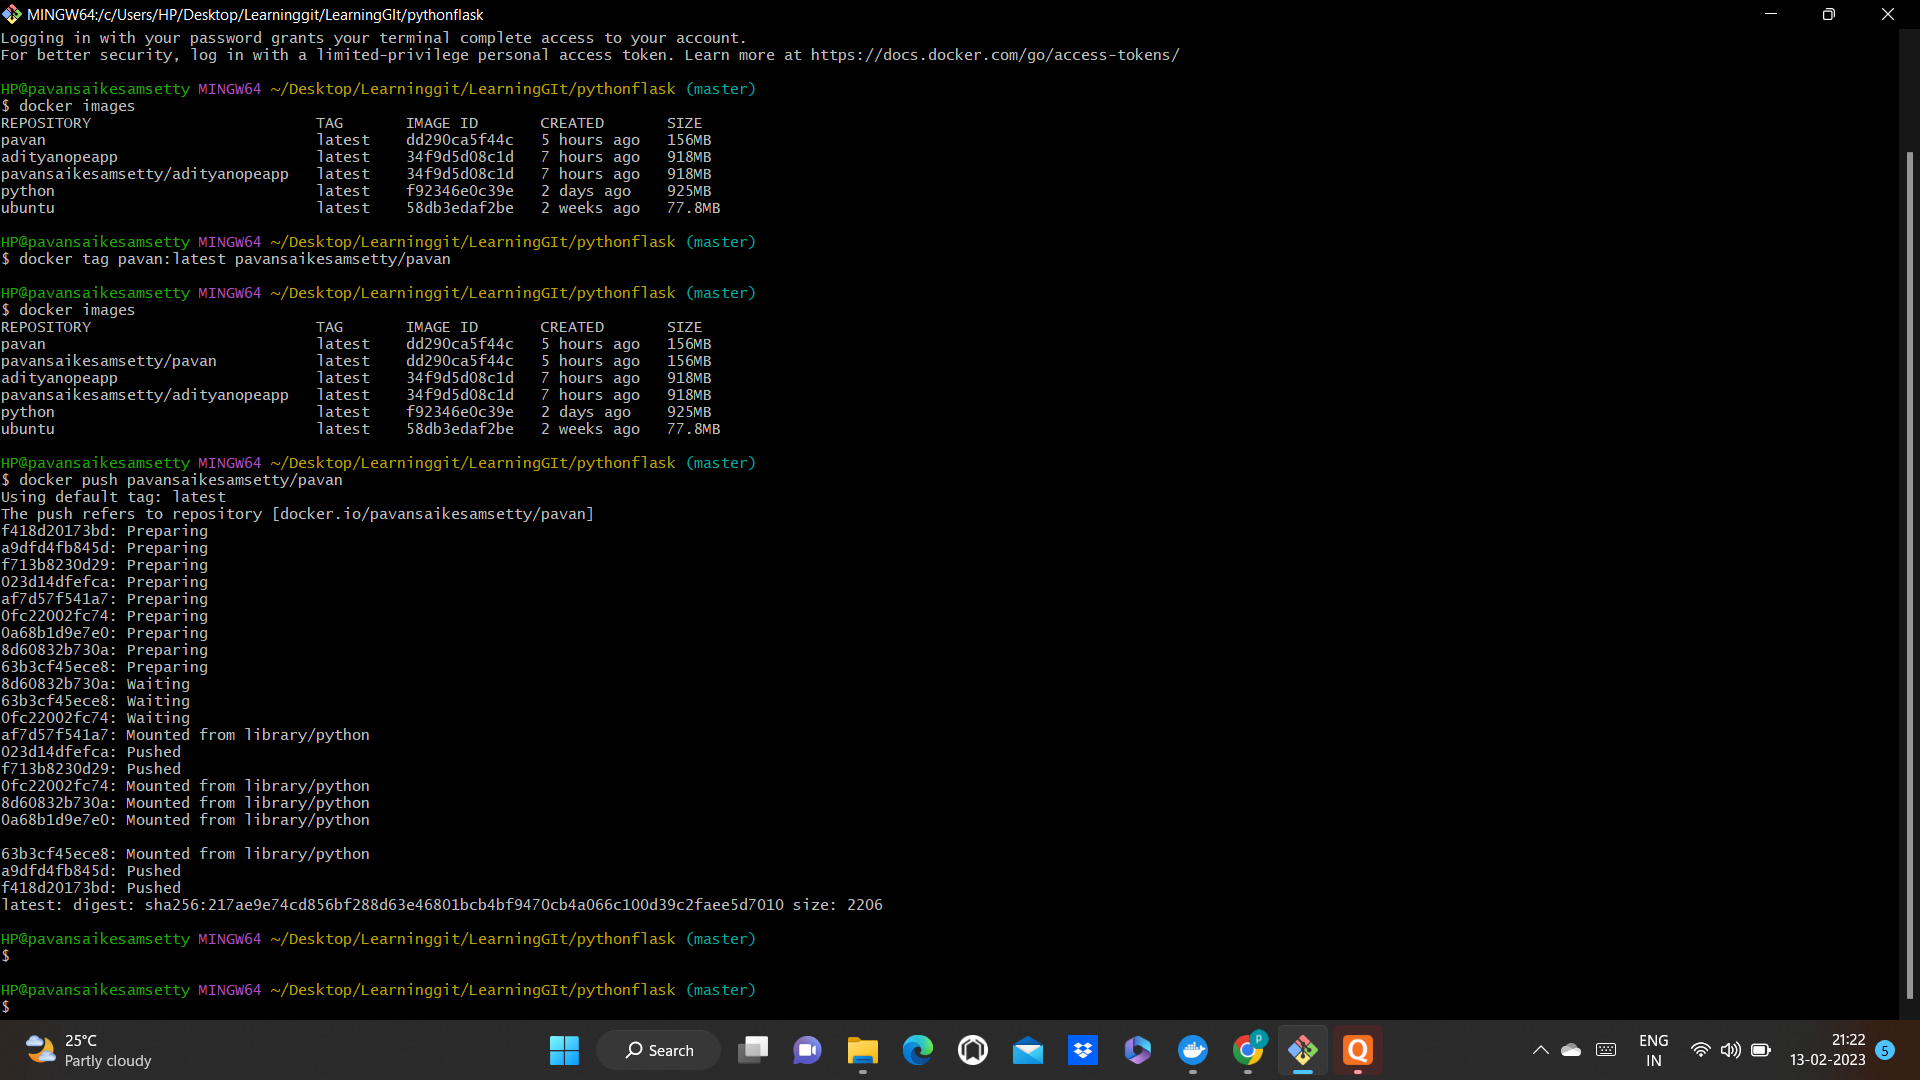 MINGW64:/c/Users/HP/Desktop/Learninggit/LearningGIt/pythonflask
Logging in with your password grants your terminal complete access to your account.
For better security, log in with a limited-privilege personal access token. Learn more at https://docs.docker.com/go/access-tokens/
HP@pavansaikesamsetty MINGW64 ~/Desktop/Learninggit/LearningGIt/pythonflask (master)
$ docker images
REPOSITORY TAG IMAGE ID CREATED SIZE
pavan latest dd290ca5f44c 5 hours ago 156MB
adityanopeapp latest 34f9d5d08c1d 7 hours ago 918MB
pavansaikesamsetty/adityanopeapp latest 34f9d5d08c1d 7 hours ago 918MB
python latest f92346e0c39e 2 days ago 925MB
ubuntu latest 58db3edaf2be 2 weeks ago 77.8MB
HP@pavansaikesamsetty MINGW64 ~/Desktop/Learninggit/LearningGIt/pythonflask (master)
$ docker tag pavan:latest pavansaikesamsetty/pavan
HP@pavansaikesamsetty MINGW64 ~/Desktop/Learninggit/LearningGIt/pythonflask (master)
$ docker images
REPOSITORY TAG IMAGE ID CREATED SIZE
pavan latest dd290ca5f44c 5 hours ago 156MB
pavansaikesamsetty/pavan latest dd290ca5f44c 5 hours ago 156MB
adityanopeapp latest 34f9d5d08c1d 7 hours ago 918MB
pavansaikesamsetty/adityanopeapp latest 34f9d5d08c1d 7 hours ago 918MB
python latest f92346e0c39e 2 days ago 925MB
ubuntu latest 58db3edaf2be 2 weeks ago 77.8MB
HP@pavansaikesamsetty MINGW64 ~/Desktop/Learninggit/LearningGIt/pythonflask (master)
$ docker push pavansaikesamsetty/pavan
Using default tag: latest
The push refers to repository [docker.io/pavansaikesamsetty/pavan]
f418d20173bd: Preparing
a9dfd4fb845d: Preparing
f713b8230d29: Preparing
023d14dfefca: Preparing
af7d57f541a7: Preparing
0fc22002fc74: Preparing
0a68b1d9e7e0: Preparing
8d60832b730a: Preparing
63b3cf45ece8: Preparing
8d60832b730a: Waiting
63b3cf45ece8: Waiting
0fc22002fc74: Waiting
af7d57f541a7: Mounted from library/python
023d14dfefca: Pushed
f713b8230d29: Pushed
0fc22002fc74: Mounted from library/python
8d60832b730a: Mounted from library/python
0a68b1d9e7e0: Mounted from library/python
63b3cf45ece8: Mounted from library/python
a9dfd4fb845d: Pushed
f418d20173bd: Pushed
latest: digest: sha256:217ae9e74cd856bf288d63e46801bcb4bf9470cb4a066c100d39c2faee5d7010 size: 2206
HP@pavansaikesamsetty MINGW64 ~/Desktop/Learninggit/LearningGIt/pythonflask (master)
$
HP@pavansaikesamsetty MINGW64 ~/Desktop/Learninggit/LearningGIt/pythonflask (master)
$
25°C
Partly cloudy
Search
P
Q
ENG
IN
21:22
13-02-2023
5